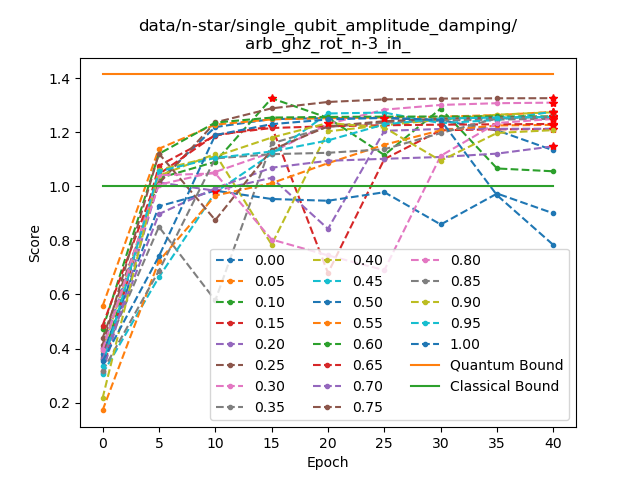 data/n-star/single_qubit_amplitude_damping/
arb_ghz_rot_n-3_in_
Score
1.4
1.2
1.0
0.8
0.6
0.4
0.2
0 5 10 15 20 25 30 35 40
Epoch
0.00 0.40 0.80
0.05 0.45 0.85
0.10 0.50 0.90
0.15 0.55 0.95
0.20 0.60 1.00
0.25 0.65 Quantum Bound
0.30 0.70 Classical Bound
0.35 0.75